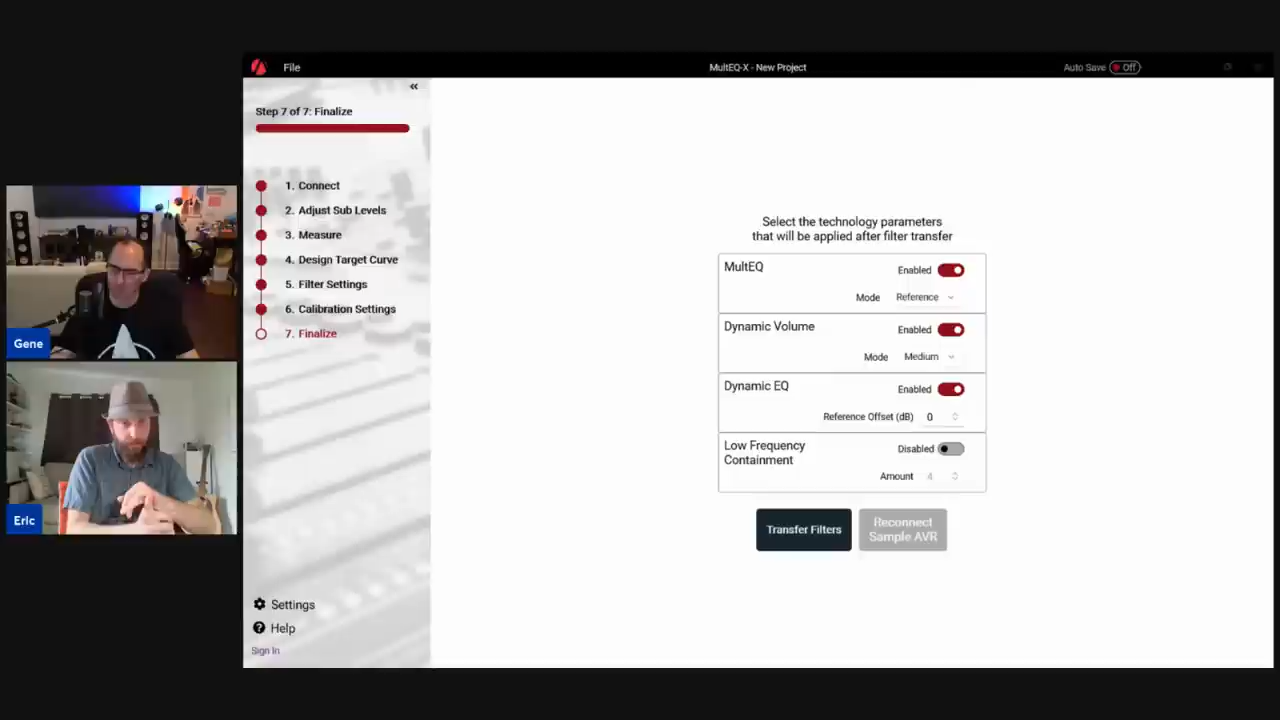 File
MultEQ-X - New Project
Auto Save
Off
«
Step 7 of 7: Finalize
1. Connect
2. Adjust Sub Levels
3. Measure
4. Design Target Curve
5. Filter Settings
6. Calibration Settings
7. Finalize
Settings
Help
Sign In
Gene
Eric
Select the technology parameters
that will be applied after filter transfer
MultEQ
Enabled
Mode Reference
Dynamic Volume
Enabled
Mode Medium
Dynamic EQ
Enabled
Reference Offset (dB) 0
Low Frequency
Containment
Disabled
Amount 4
Transfer Filters
Reconnect
Sample AVR